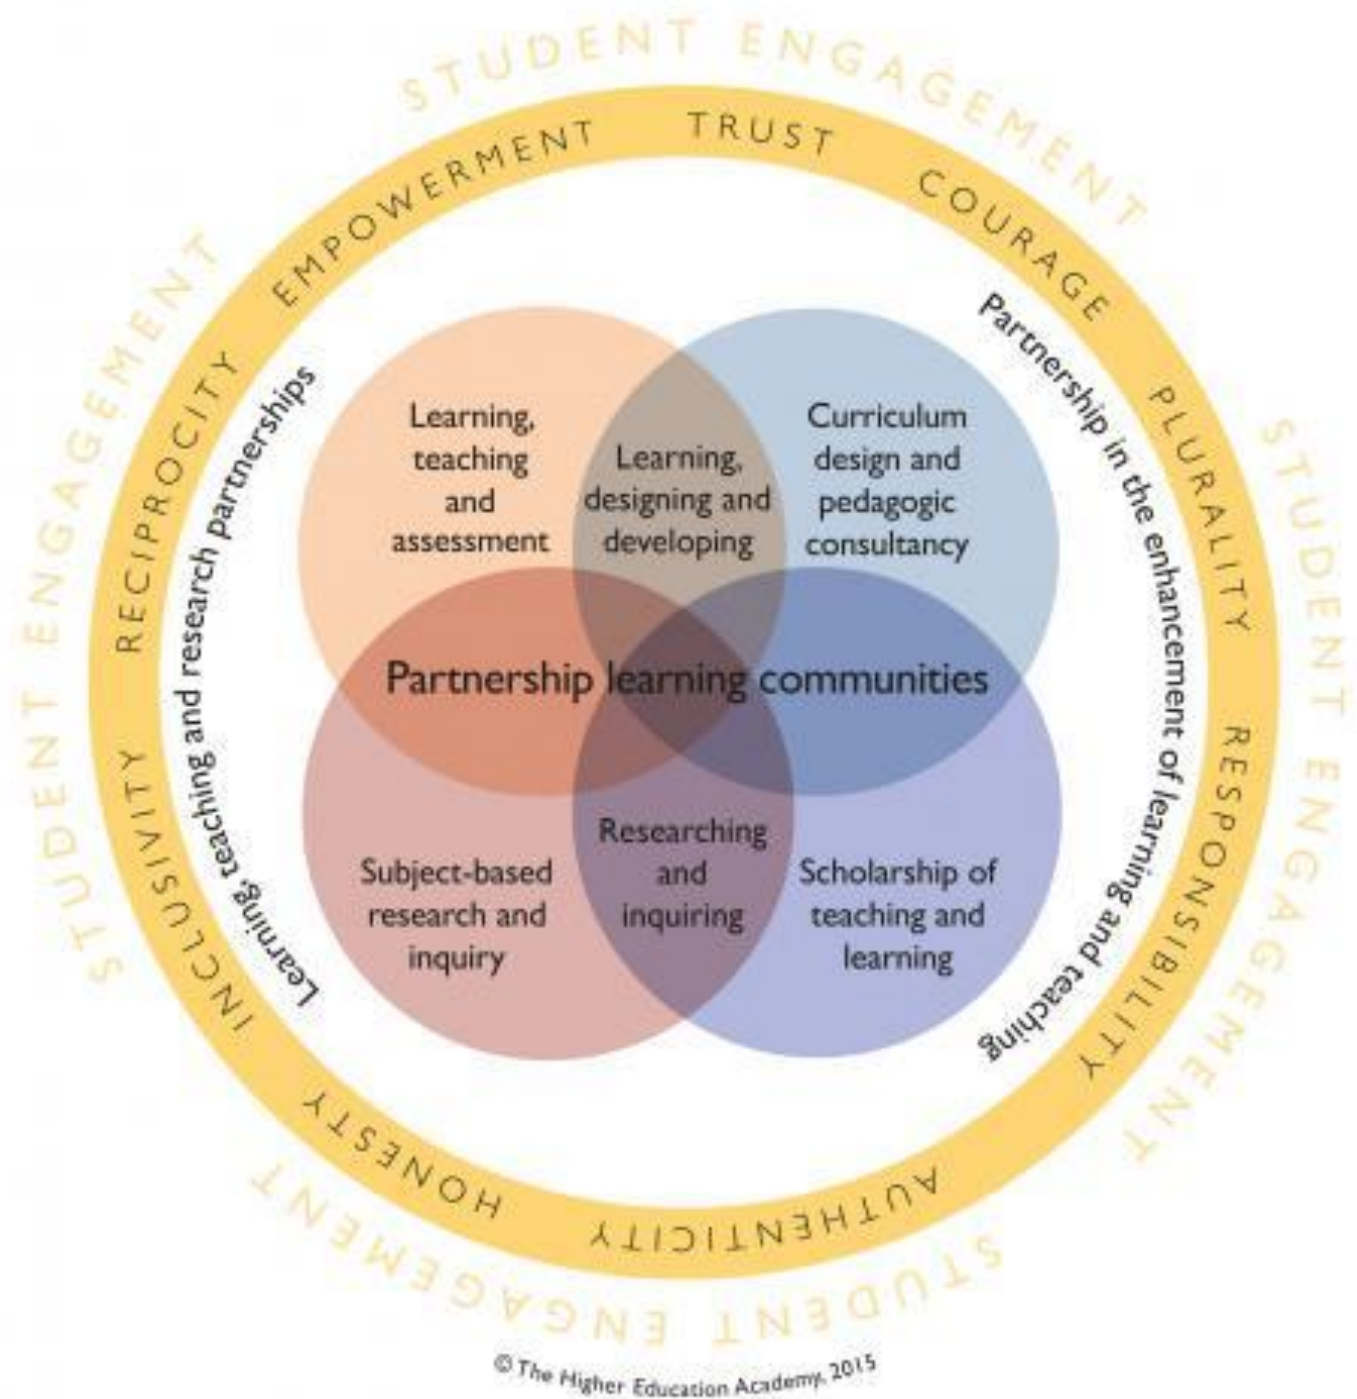 STUDENT ENGAGEMENT
STUDENT ENGAGEMENT
STUDENT ENGAGEMENT
STUDENT ENGAGEMENT
EMPOWERMENT
TRUST
COURAGE
PLURALITY
RESPONSIBILITY
AUTHENTICITY
HONESTY
INCLUSIVITY
RECIPROCITY
Learning, teaching and research partnerships
Partnership in the enhancement of learning and teaching
Learning,
teaching
and
assessment
Learning,
designing and
developing
Curriculum
design and
pedagogic
consultancy
Partnership learning communities
Subject-based
research and
inquiry
Researching
and
inquiring
Scholarship of
teaching and
learning
© The Higher Education Academy, 2015